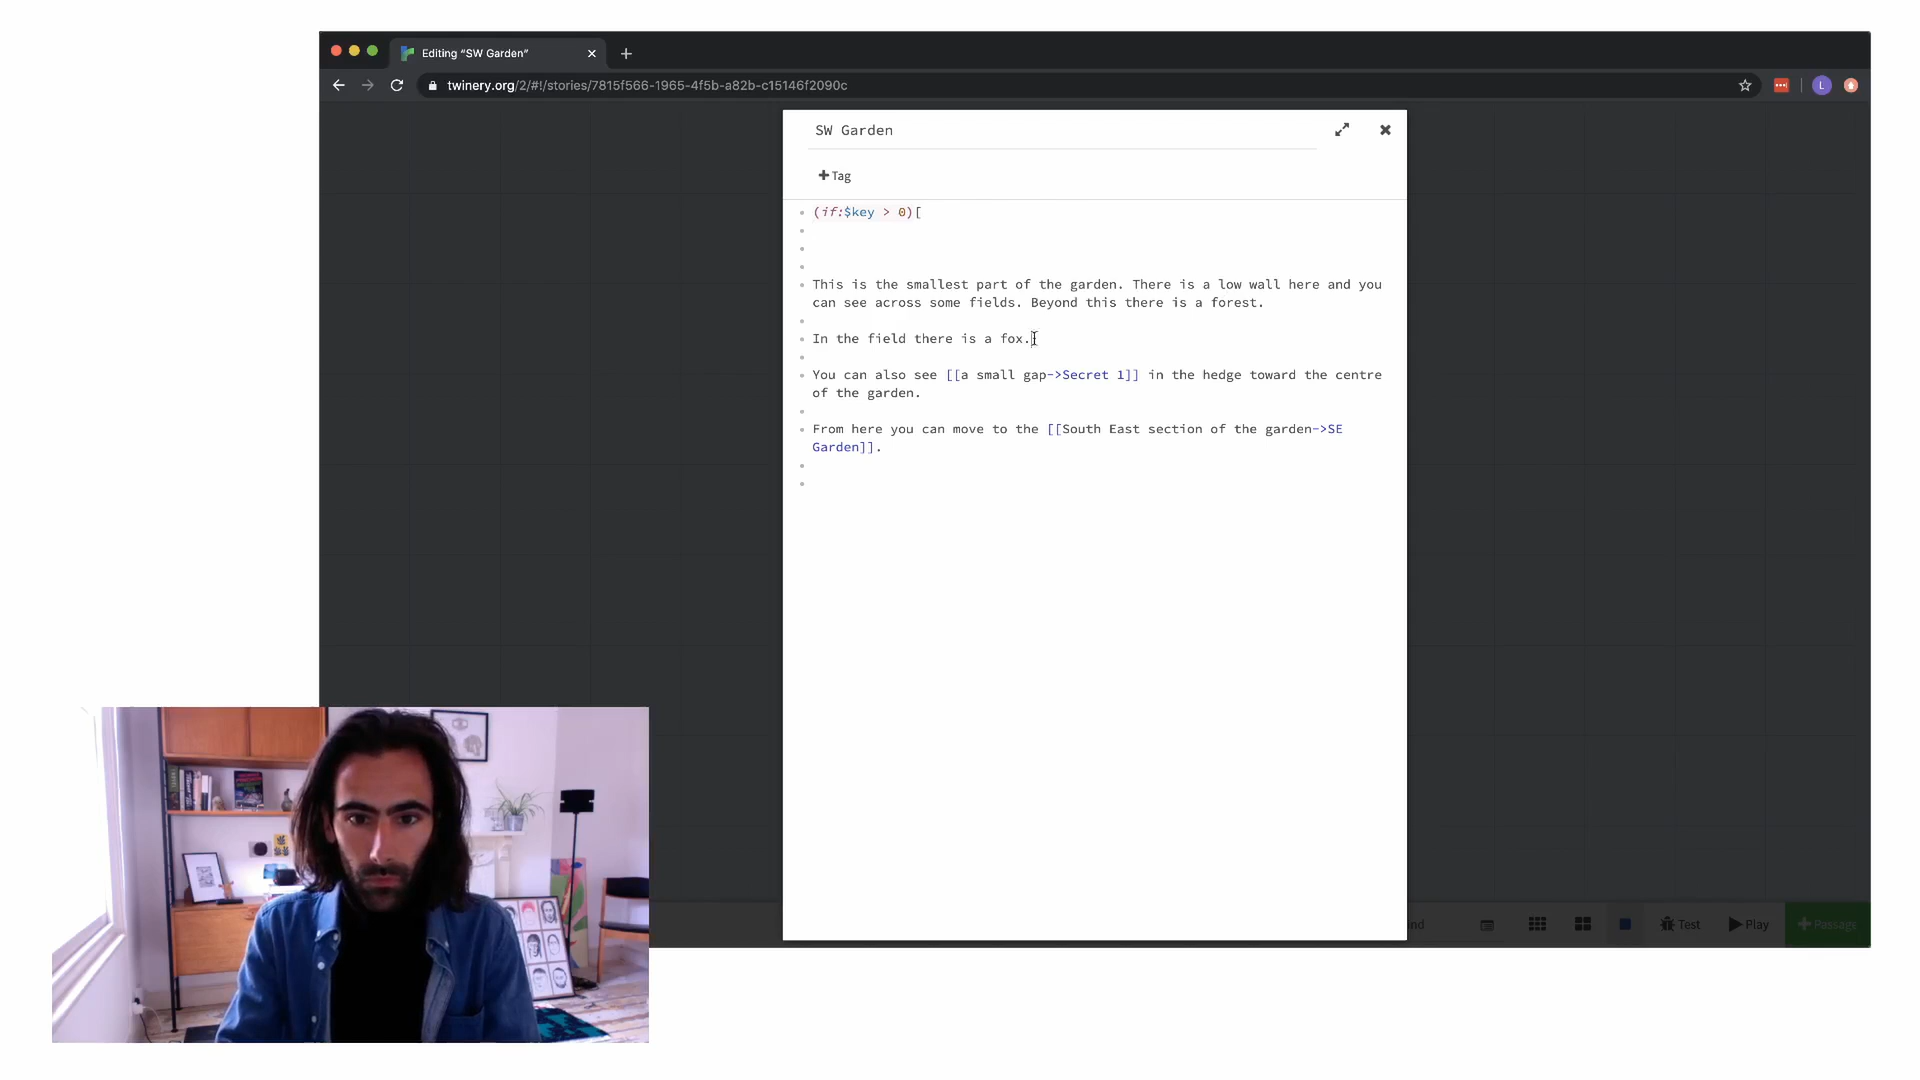 Editing “SW Garden”
twinery.org/2/#!/stories/7815f566-1965-4f5b-a82b-c15146f2090c
L
SW Garden
+Tag
(if:$key > 0)[
This is the smallest part of the garden. There is a low wall here and you
can see across some fields. Beyond this there is a forest.
In the field there is a fox.
You can also see [[a small gap->Secret 1]] in the hedge toward the centre
of the garden.
From here you can move to the [[South East section of the garden->SE
Garden]].
Test
Play
+Passage